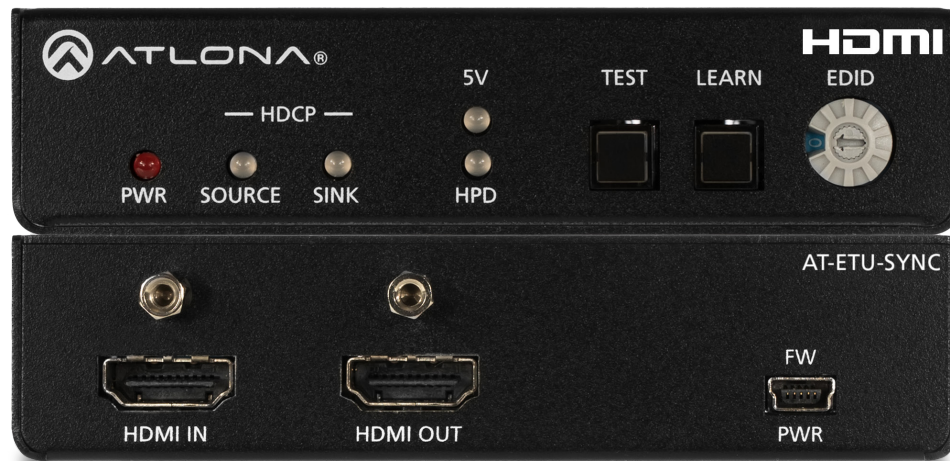 ATLONA®
HDMI
5V
TEST
LEARN
EDID
HDCP
0
PWR
SOURCE
SINK
HPD
AT-ETU-SYNC
FW
HDMI IN
HDMI OUT
PWR